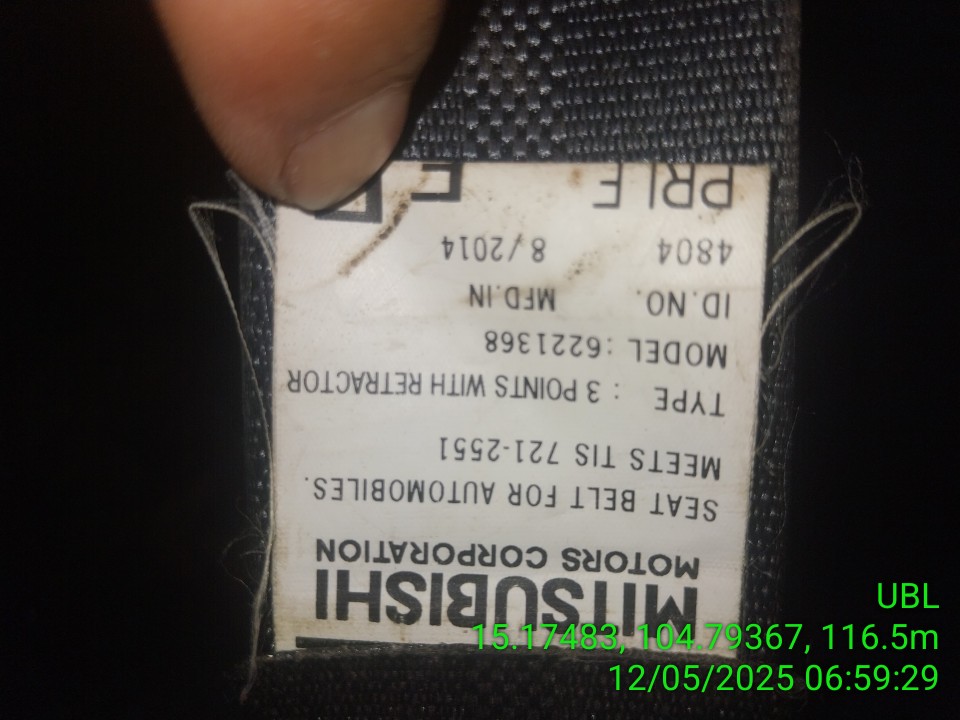 MITSUBISHI
MOTORS CORPORATION
SEAT BELT FOR AUTOMOBILES.
MEETS TIS 721-2551
TYPE : 3 POINTS WITH RETRACTOR
MODEL : 6221368
ID.NO. MFD.IN
4804 8/2014
UBL
15.17483, 104.79367, 116.5m
12/05/2025 06:59:29